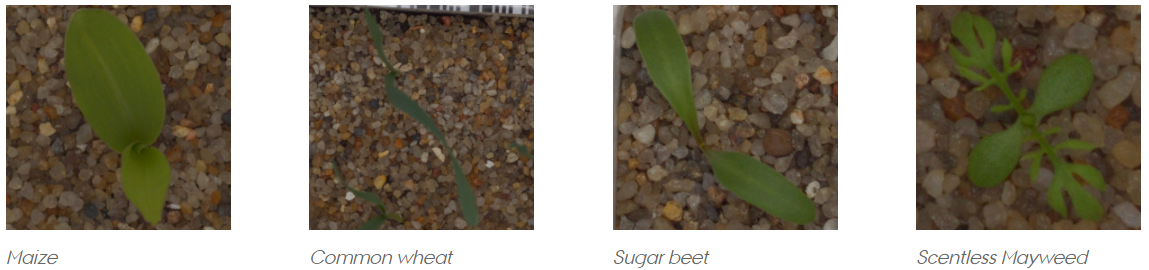 Maize
Common wheat
Sugar beet
Scentless Mayweed